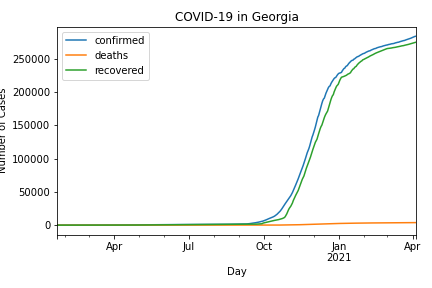 COVID-19 in Georgia
confirmed
deaths
recovered
Number of Cases
250000
200000
150000
100000
50000
0
Apr
Jul
Oct
Jan
2021
Apr
Day